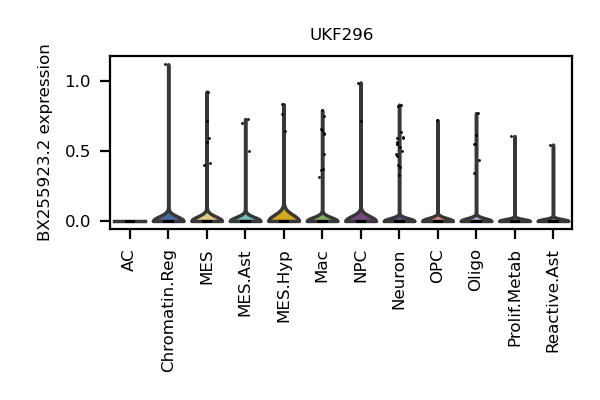 UKF296
BX255923.2 expression
1.0
0.5
0.0
AC
Chromatin.Reg
MES
MES.Ast
MES.Hyp
Mac
NPC
Neuron
OPC
Oligo
Prolif.Metab
Reactive.Ast